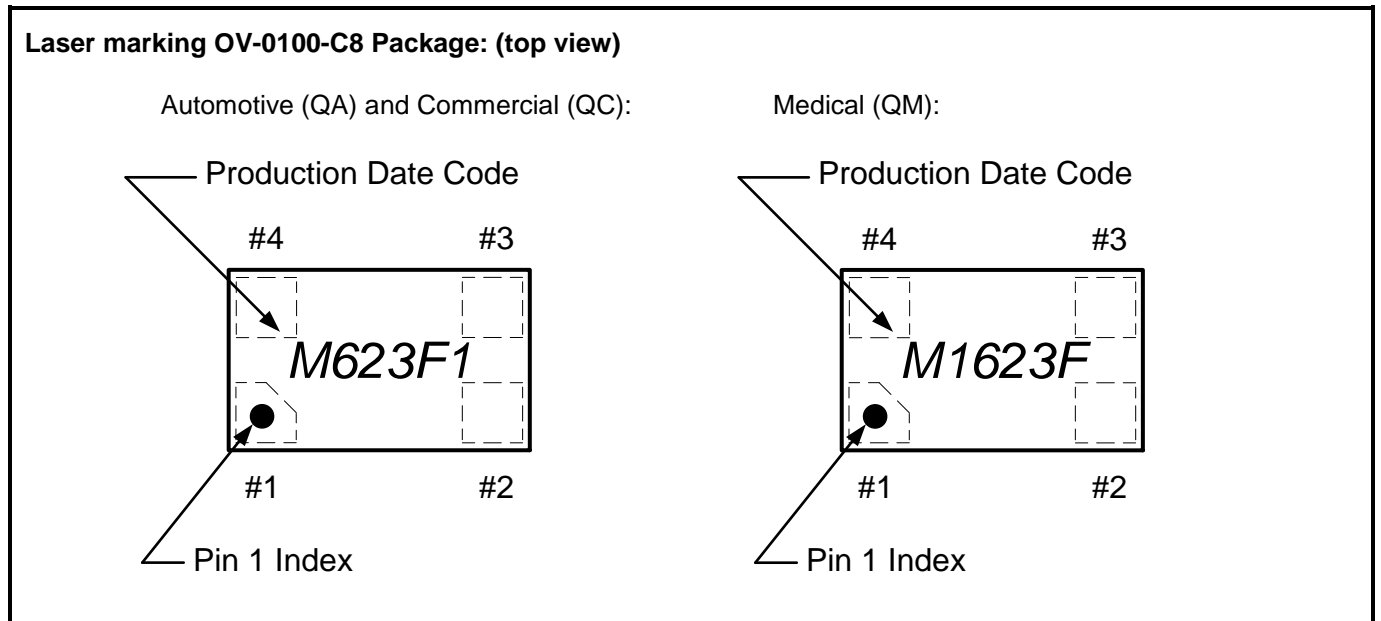 Laser marking OV-0100-C8 Package: (top view)
Automotive (QA) and Commercial (QC):
Production Date Code
#4 #3
M623F1
#1 #2
Pin 1 Index
Medical (QM):
Production Date Code
#4 #3
M1623F
#1 #2
Pin 1 Index